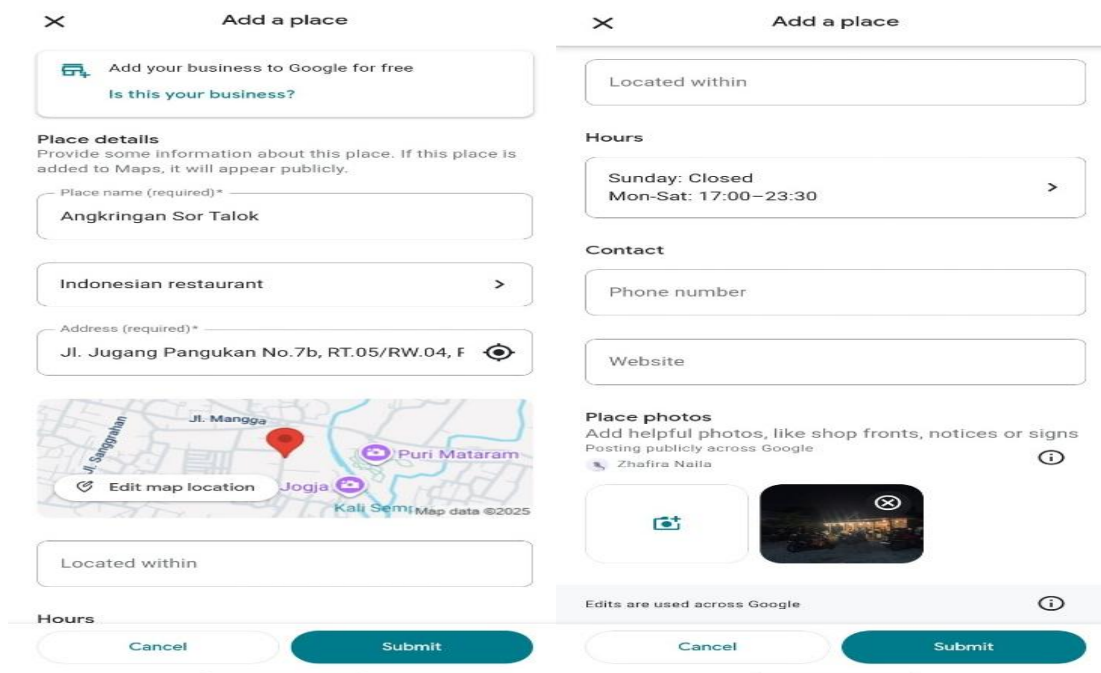 Add a place
Add your business to Google for free
Is this your business?
Place details
Provide some information about this place. If this place is
added to Maps, it will appear publicly.
Place name (required)*
Angkringan Sor Talok
Indonesian restaurant
Address (required)*
Jl. Jugang Pangukan No.7b, RT.05/RW.04, F
Jl. Mangga
Jl. Sanggrahan
Puri Mataram
Edit map location
Jogja
Kali Semp
Map data ©2025
Located within
Hours
Cancel
Submit
Add a place
Located within
Hours
Sunday: Closed
Mon-Sat: 17:00–23:30
Contact
Phone number
Website
Place photos
Add helpful photos, like shop fronts, notices or signs
Posting publicly across Google
Zhafira Naila
Edits are used across Google
Cancel
Submit